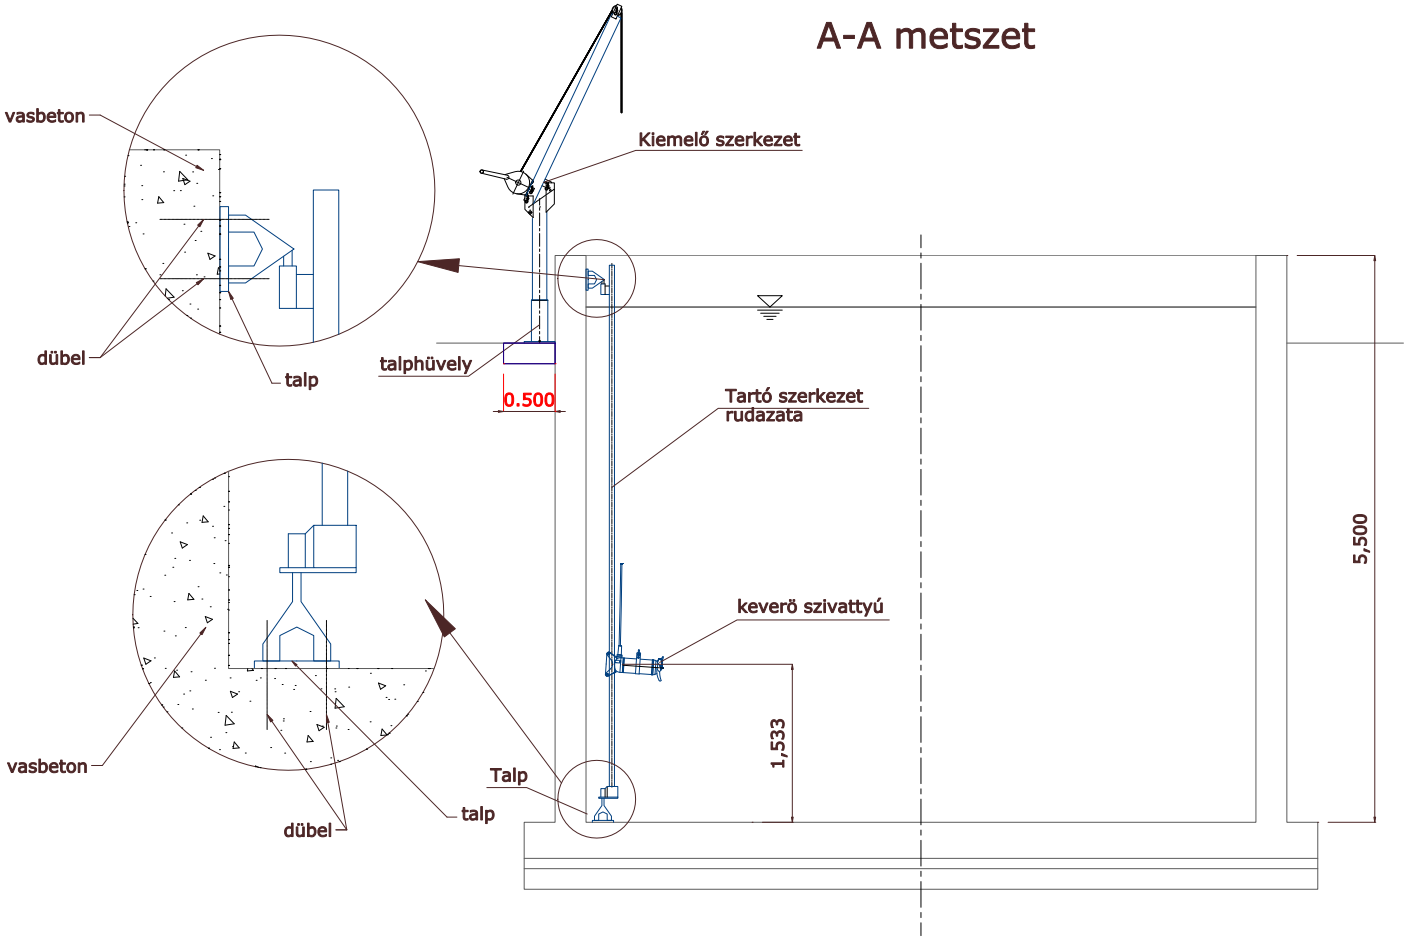 A-A metszet
vasbeton
Kiemelő szerkezet
dübel
talp
talphüvely
0.500
Tartó szerkezet
rudazata
5,500
keverö szivattyú
1,533
vasbeton
Talp
talp
dübel